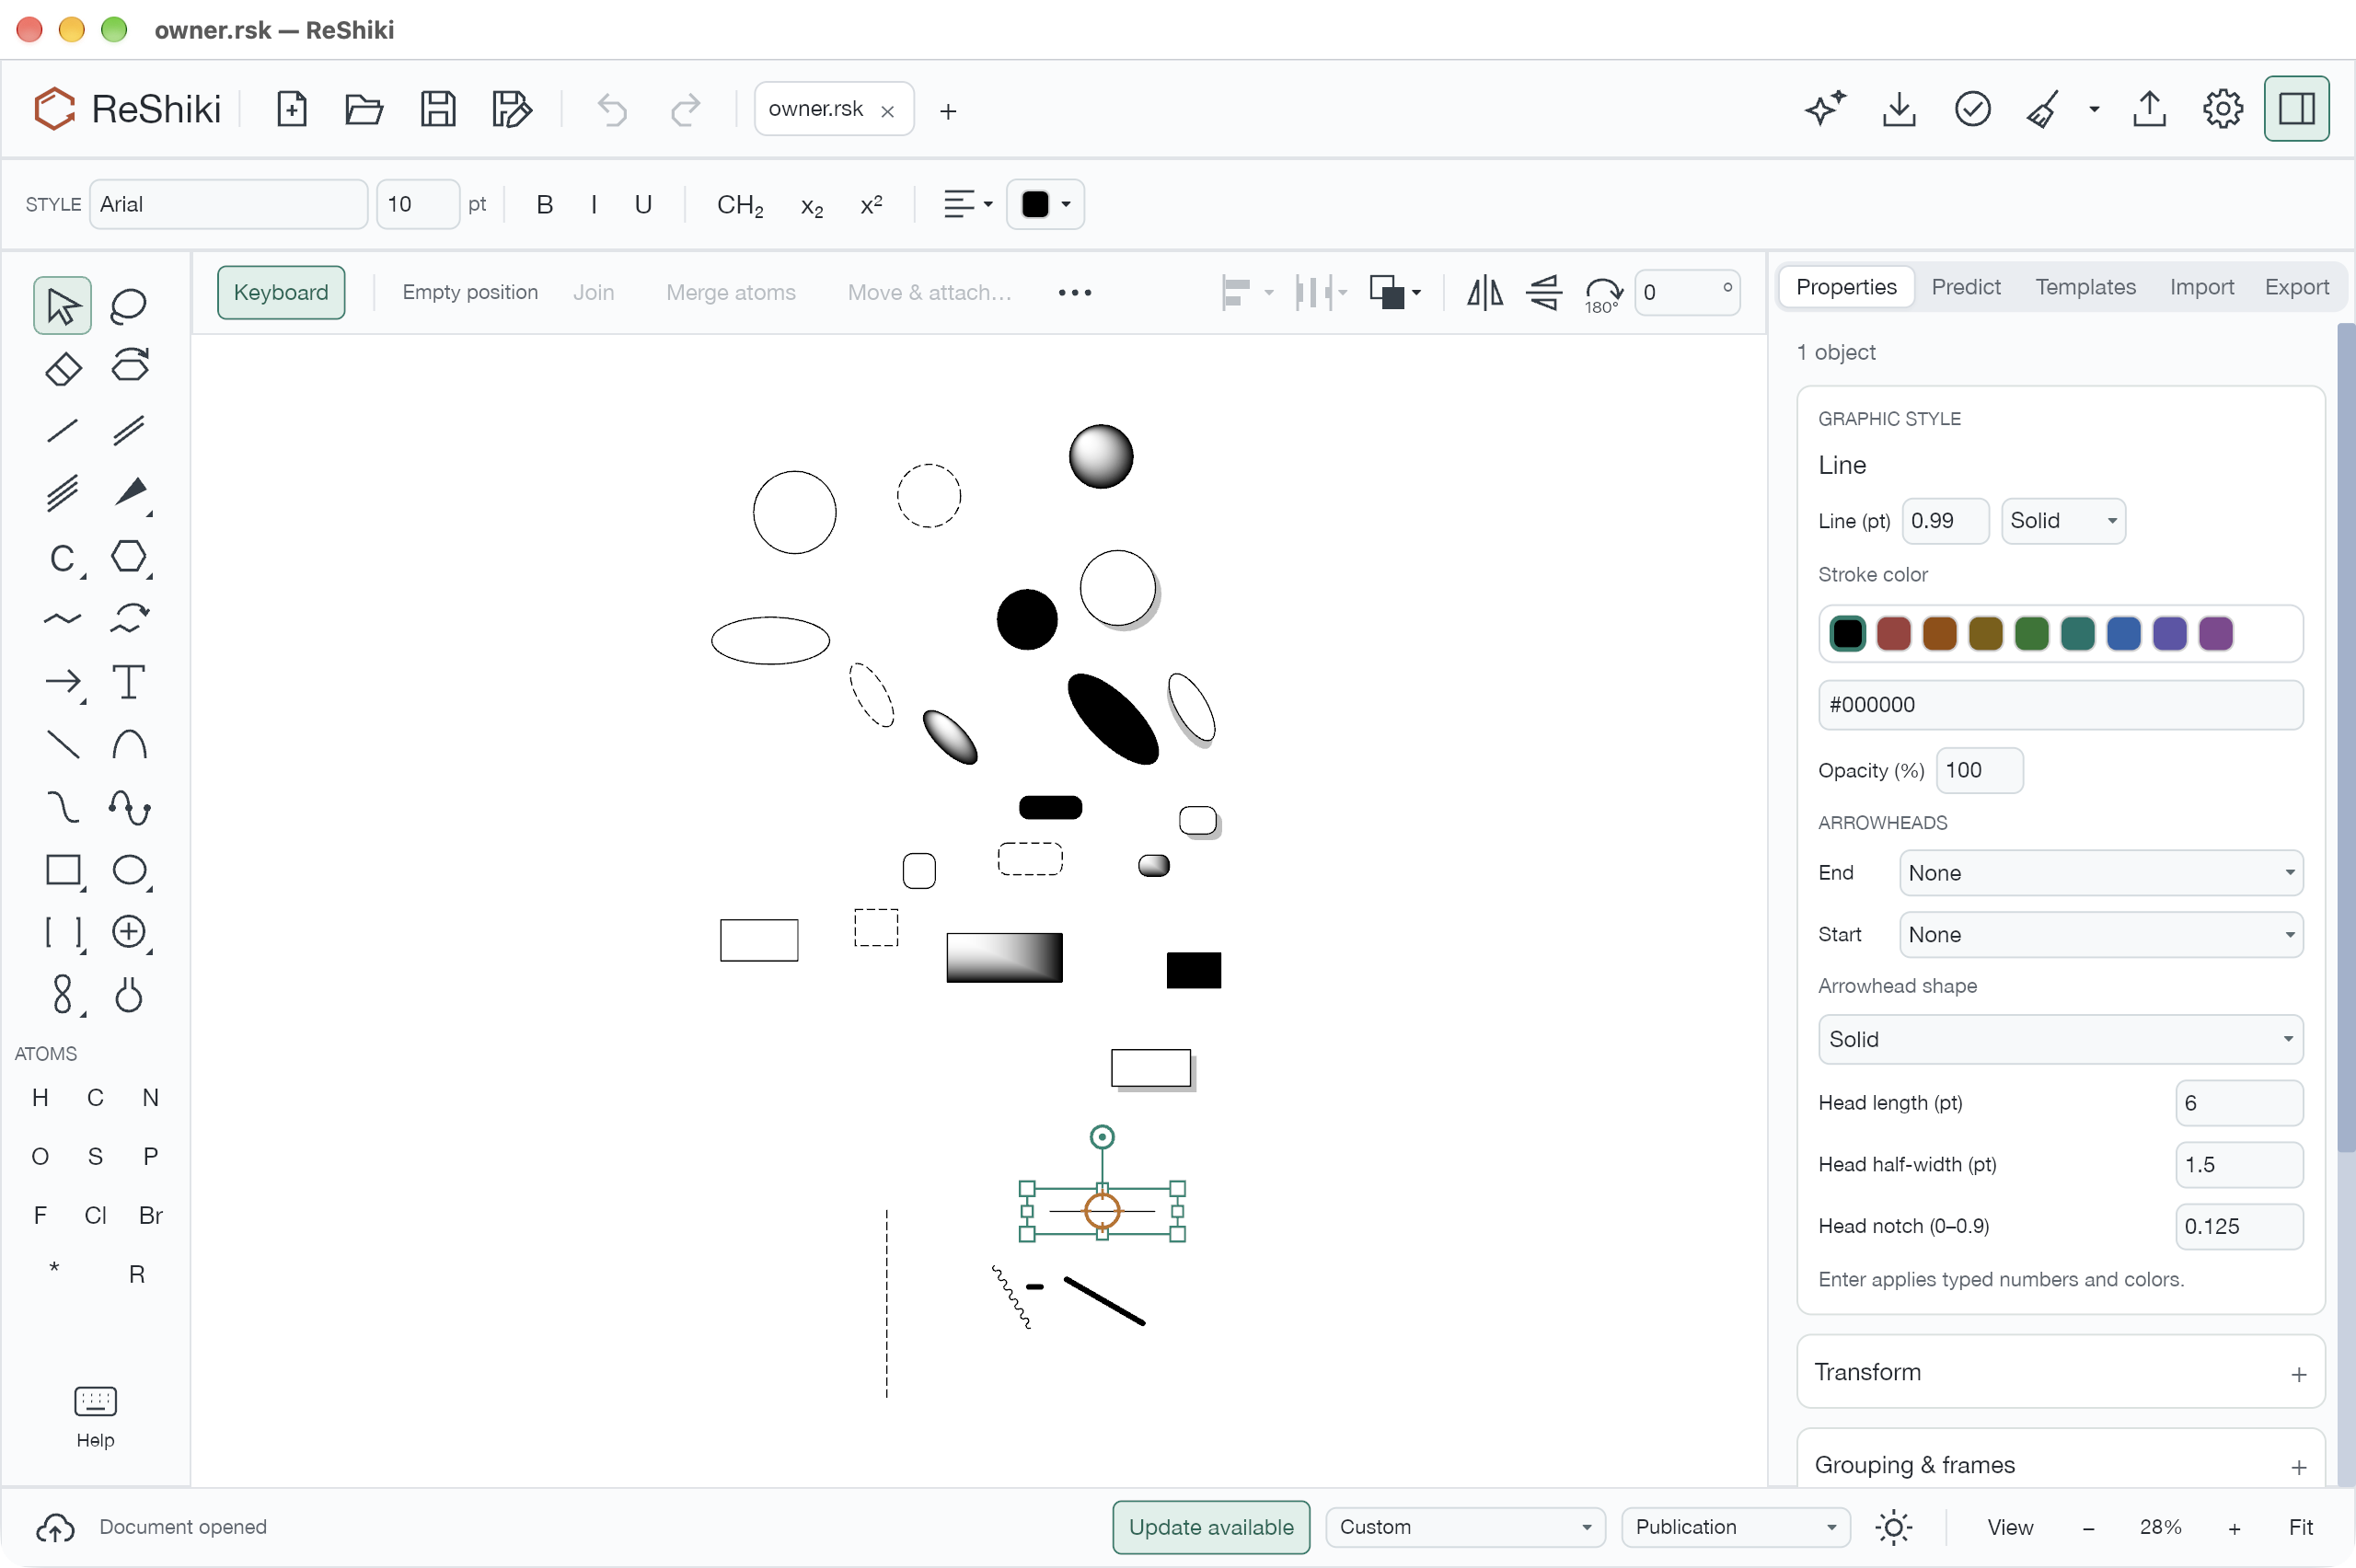 owner.rsk — ReShiki
ReShiki
owner.rsk
STYLE Arial 10 pt B I U CH₂ x₂ x²
Keyboard Empty position Join Merge atoms Move & attach... 180° 0 °
Properties Predict Templates Import Export
1 object
GRAPHIC STYLE
Line
Line (pt) 0.99 Solid
Stroke color
#000000
Opacity (%) 100
ARROWHEADS
End None
Start None
Arrowhead shape
Solid
Head length (pt) 6
Head half-width (pt) 1.5
Head notch (0–0.9) 0.125
Enter applies typed numbers and colors.
Transform
Grouping & frames
C
T
ATOMS
H C N
O S P
F Cl Br
* R
Help
Document opened
Update available Custom Publication View − 28% + Fit